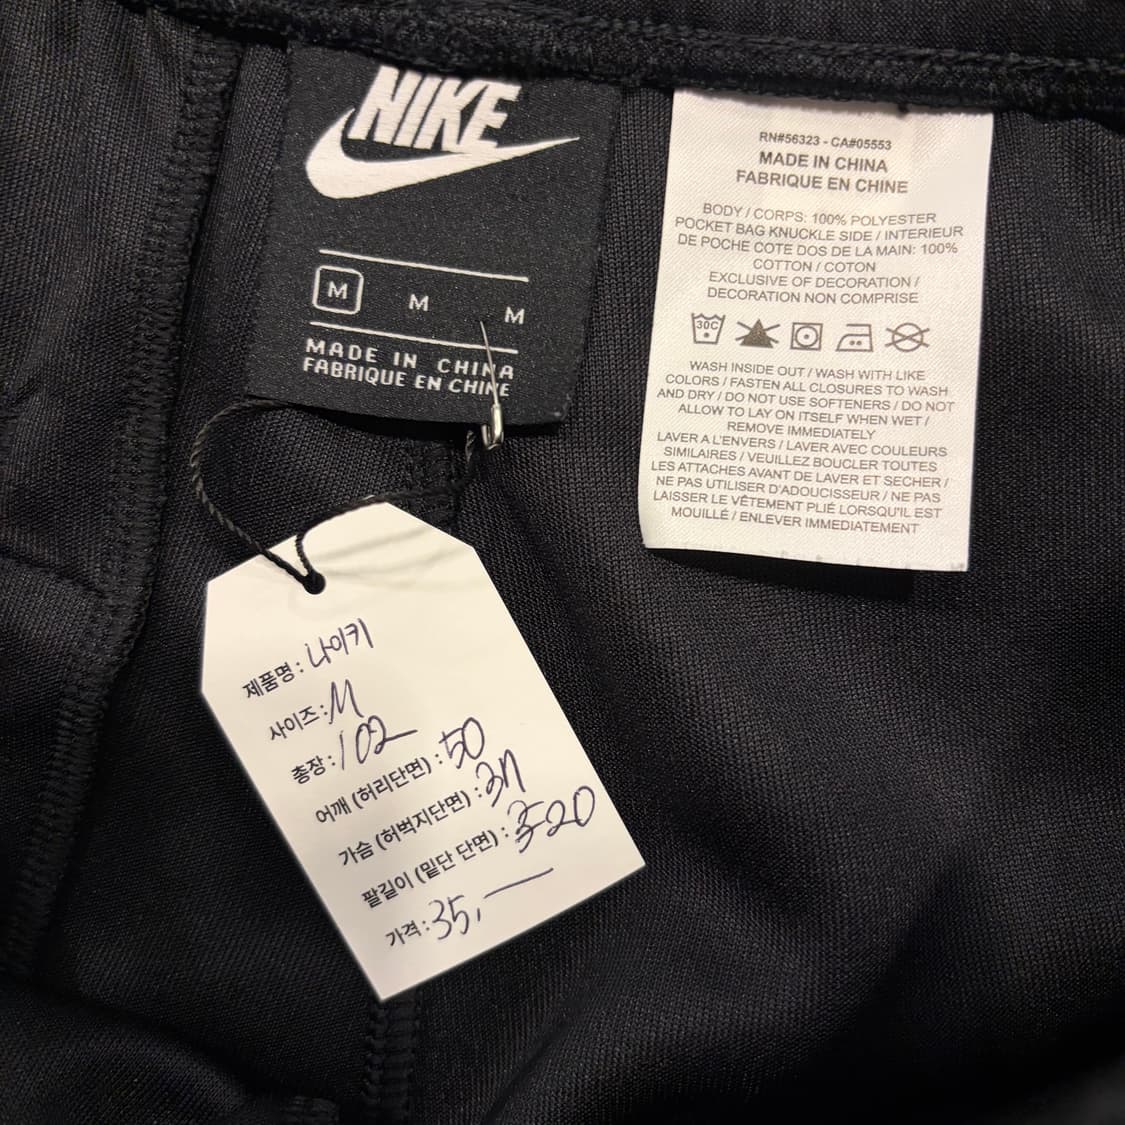 NIKE
M M M
MADE IN CHINA
FABRIQUE EN CHINE
RN#56323 - CA#05553
MADE IN CHINA
FABRIQUE EN CHINE
BODY / CORPS: 100% POLYESTER
POCKET BAG KNUCKLE SIDE / INTERIEUR
DE POCHE COTE DOS DE LA MAIN: 100%
COTTON / COTON
EXCLUSIVE OF DECORATION /
DECORATION NON COMPRISE
30C
WASH INSIDE OUT / WASH WITH LIKE
COLORS / FASTEN ALL CLOSURES TO WASH
AND DRY / DO NOT USE SOFTENERS / DO NOT
ALLOW TO LAY ON ITSELF WHEN WET /
REMOVE IMMEDIATELY
LAVER A L'ENVERS / LAVER AVEC COULEURS
SIMILAIRES / VEUILLEZ BOUCLER TOUTES
LES ATTACHES AVANT DE LAVER ET SECHER /
NE PAS UTILISER D'ADOUCISSEUR / NE PAS
LAISSER LE VÊTEMENT PLIÉ LORSQU'IL EST
MOUILLÉ / ENLEVER IMMEDIATEMENT
제품명 : 나이키
사이즈 : M
총장 : 102
어깨 (허리단면) : 50
가슴 (허벅지단면) : 37
팔길이 (밑단 단면) : 20
가격 : 35,—